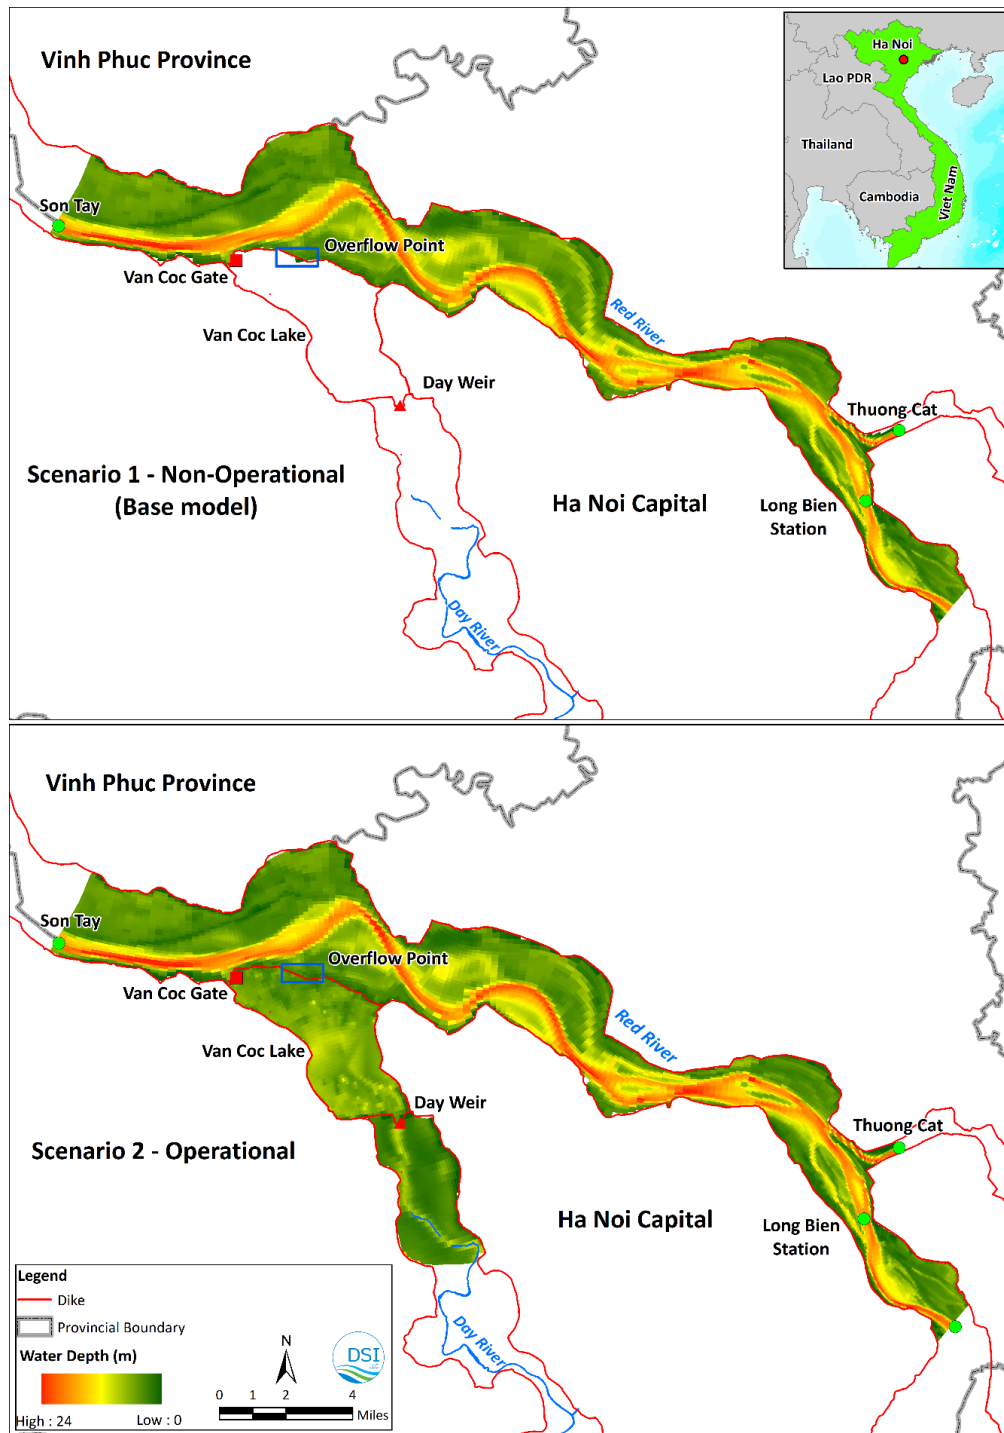 Vinh Phuc Province
Ha Noi
Lao PDR
Thailand
Cambodia
Viet Nam
Son Tay
Overflow Point
Van Coc Gate
Van Coc Lake
Red River
Day Weir
Thuong Cat
Scenario 1 - Non-Operational
(Base model)
Ha Noi Capital
Long Bien
Station
Day River
Vinh Phuc Province
Son Tay
Overflow Point
Van Coc Gate
Van Coc Lake
Red River
Day Weir
Thuong Cat
Scenario 2 - Operational
Ha Noi Capital
Long Bien
Station
Day River
Legend
Dike
Provincial Boundary
Water Depth (m)
High : 24
Low : 0
N
0 1 2 4
Miles
DSI
LLC